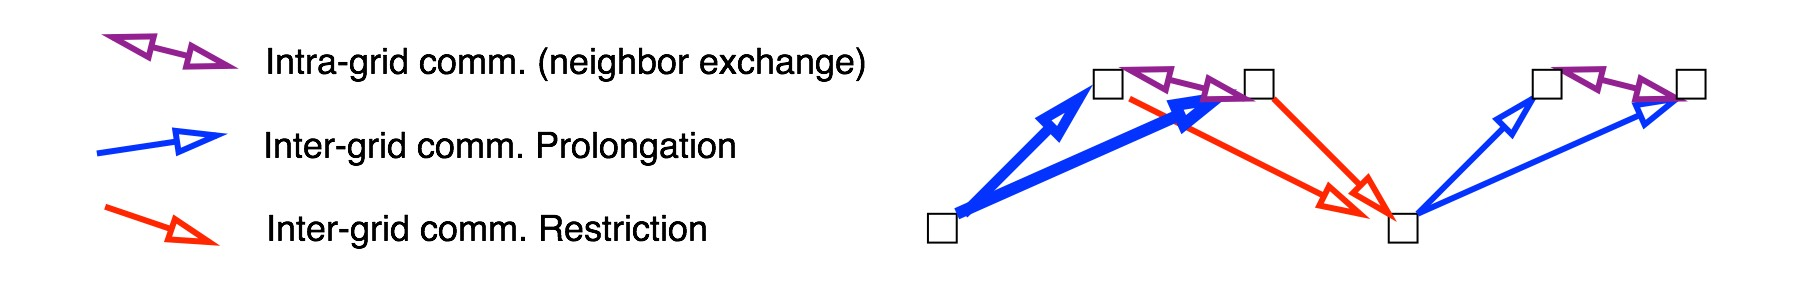 Intra-grid comm. (neighbor exchange)
Inter-grid comm. Prolongation
Inter-grid comm. Restriction